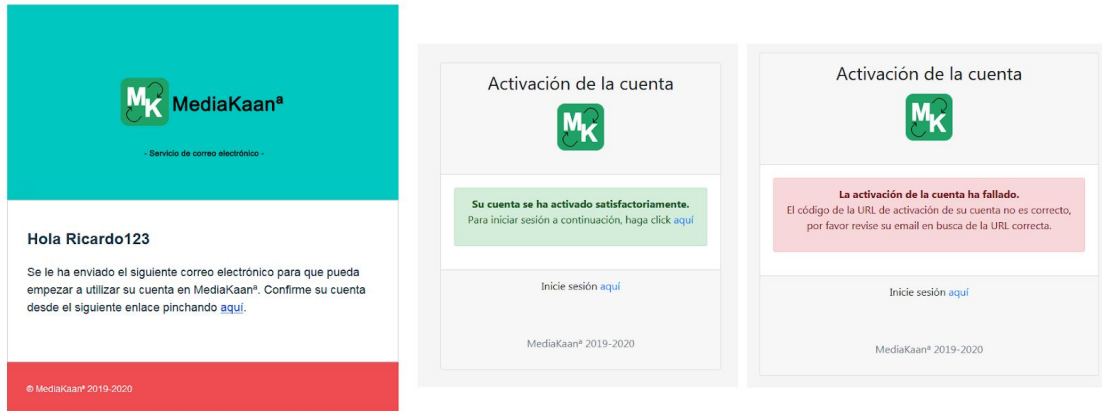 MK MediaKaanª
- Servicio de correo electrónico -
Hola Ricardo123
Se le ha enviado el siguiente correo electrónico para que pueda
empezar a utilizar su cuenta en MediaKaanª. Confirme su cuenta
desde el siguiente enlace pinchando aquí.
© MediaKaanª 2019-2020
Activación de la cuenta
MK
Su cuenta se ha activado satisfactoriamente.
Para iniciar sesión a continuación, haga click aquí
Inicie sesión aquí
MediaKaanª 2019-2020
Activación de la cuenta
MK
La activación de la cuenta ha fallado.
El código de la URL de activación de su cuenta no es correcto,
por favor revise su email en busca de la URL correcta.
Inicie sesión aquí
MediaKaanª 2019-2020